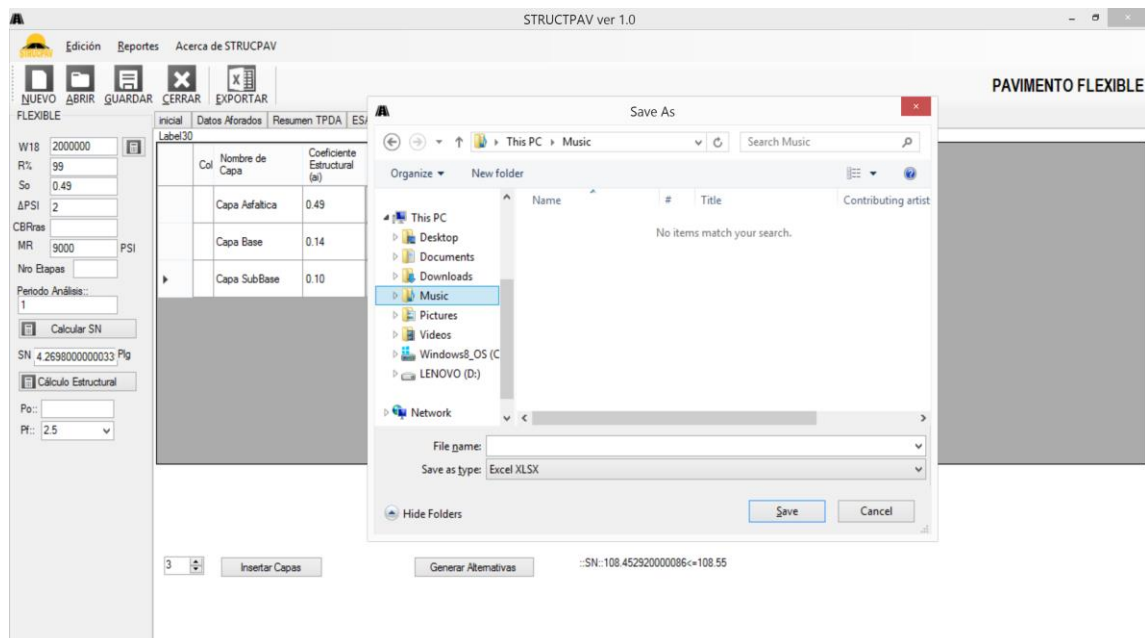 STRUCTPAV ver 1.0
Edición Reportes Acerca de STRUCPAV
NUEVO ABRIR GUARDAR CERRAR EXPORTAR
PAVIMENTO FLEXIBLE
FLEXIBLE
W18 2000000
R% 99
So 0.49
ΔPSI 2
CBRras
MR 9000 PSI
Nro Etapas
Periodo Análisis::
1
Calcular SN
SN 4.2698000000033 Plg
Cálculo Estructural
Po::
Pf:: 2.5
inicial Datos Aforados Resumen TPDA
Label30
Col Nombre de Capa Coeficiente Estructural (ai)
Capa Asfaltica 0.49
Capa Base 0.14
Capa SubBase 0.10
Save As
This PC Music
Search Music
Organize New folder
This PC
Desktop
Documents
Downloads
Music
Pictures
Videos
Windows8_OS (C
LENOVO (D:)
Network
Name # Title Contributing artist
No items match your search.
File name:
Save as type: Excel XLSX
Hide Folders
Save Cancel
3 Insertar Capas Generar Alternativas ::SN::108.452920000086<=108.55